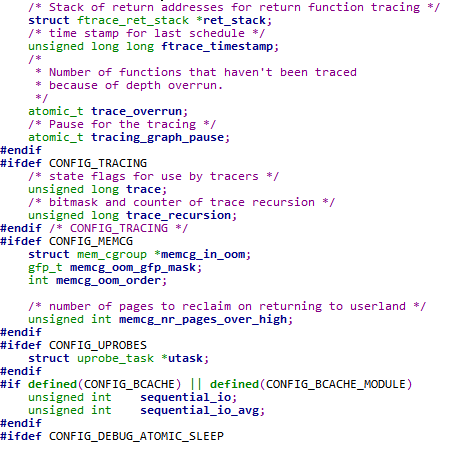 /* Stack of return addresses for return function tracing */
struct ftrace_ret_stack *ret_stack;
/* time stamp for last schedule */
unsigned long long ftrace_timestamp;
/*
* Number of functions that haven't been traced
* because of depth overrun.
*/
atomic_t trace_overrun;
/* Pause for the tracing */
atomic_t tracing_graph_pause;
#endif
#ifdef CONFIG_TRACING
/* state flags for use by tracers */
unsigned long trace;
/* bitmask and counter of trace recursion */
unsigned long trace_recursion;
#endif /* CONFIG_TRACING */
#ifdef CONFIG_MEMCG
struct mem_cgroup *memcg_in_oom;
gfp_t memcg_oom_gfp_mask;
int memcg_oom_order;
/* number of pages to reclaim on returning to userland */
unsigned int memcg_nr_pages_over_high;
#endif
#ifdef CONFIG_UPROBES
struct uprobe_task *utask;
#endif
#if defined(CONFIG_BCACHE) || defined(CONFIG_BCACHE_MODULE)
unsigned int    sequential_io;
unsigned int    sequential_io_avg;
#endif
#ifdef CONFIG_DEBUG_ATOMIC_SLEEP